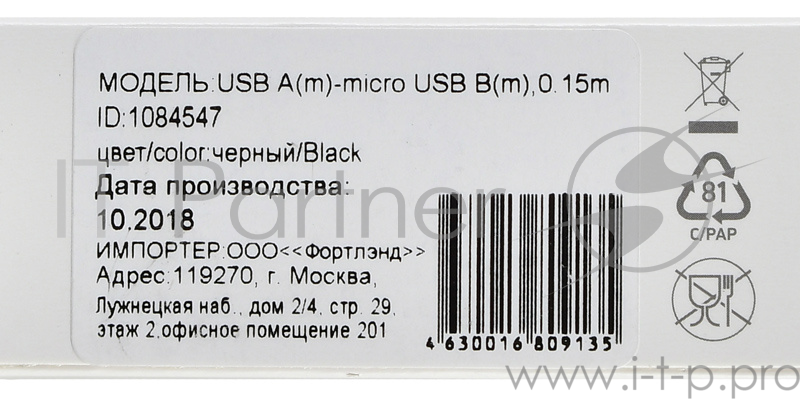 МОДЕЛЬ:USB A(m)-micro USB B(m),0.15m
ID:1084547
цвет/color:черный/Black
Дата производства:
10.2018
ИМПОРТЕР:ООО<<Фортлэнд>>
Адрес:119270, г. Москва,
Лужнецкая наб., дом 2/4, стр. 29,
этаж 2,офисное помещение 201
4 630016 809135
81
C/PAP
IT Partner
www.i-t-p.pro